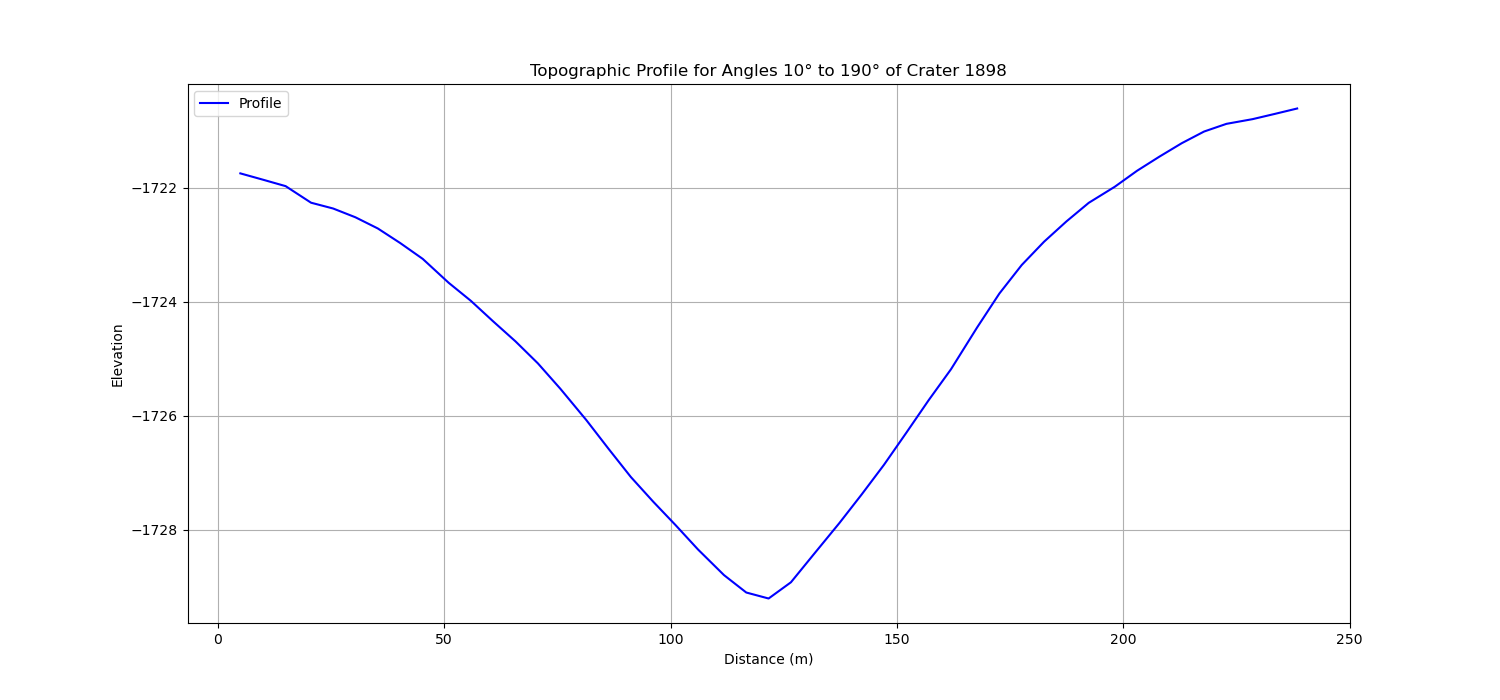 Topographic Profile for Angles 10° to 190° of Crater 1898
Profile
Elevation
−1722
−1724
−1726
−1728
0 50 100 150 200 250
Distance (m)